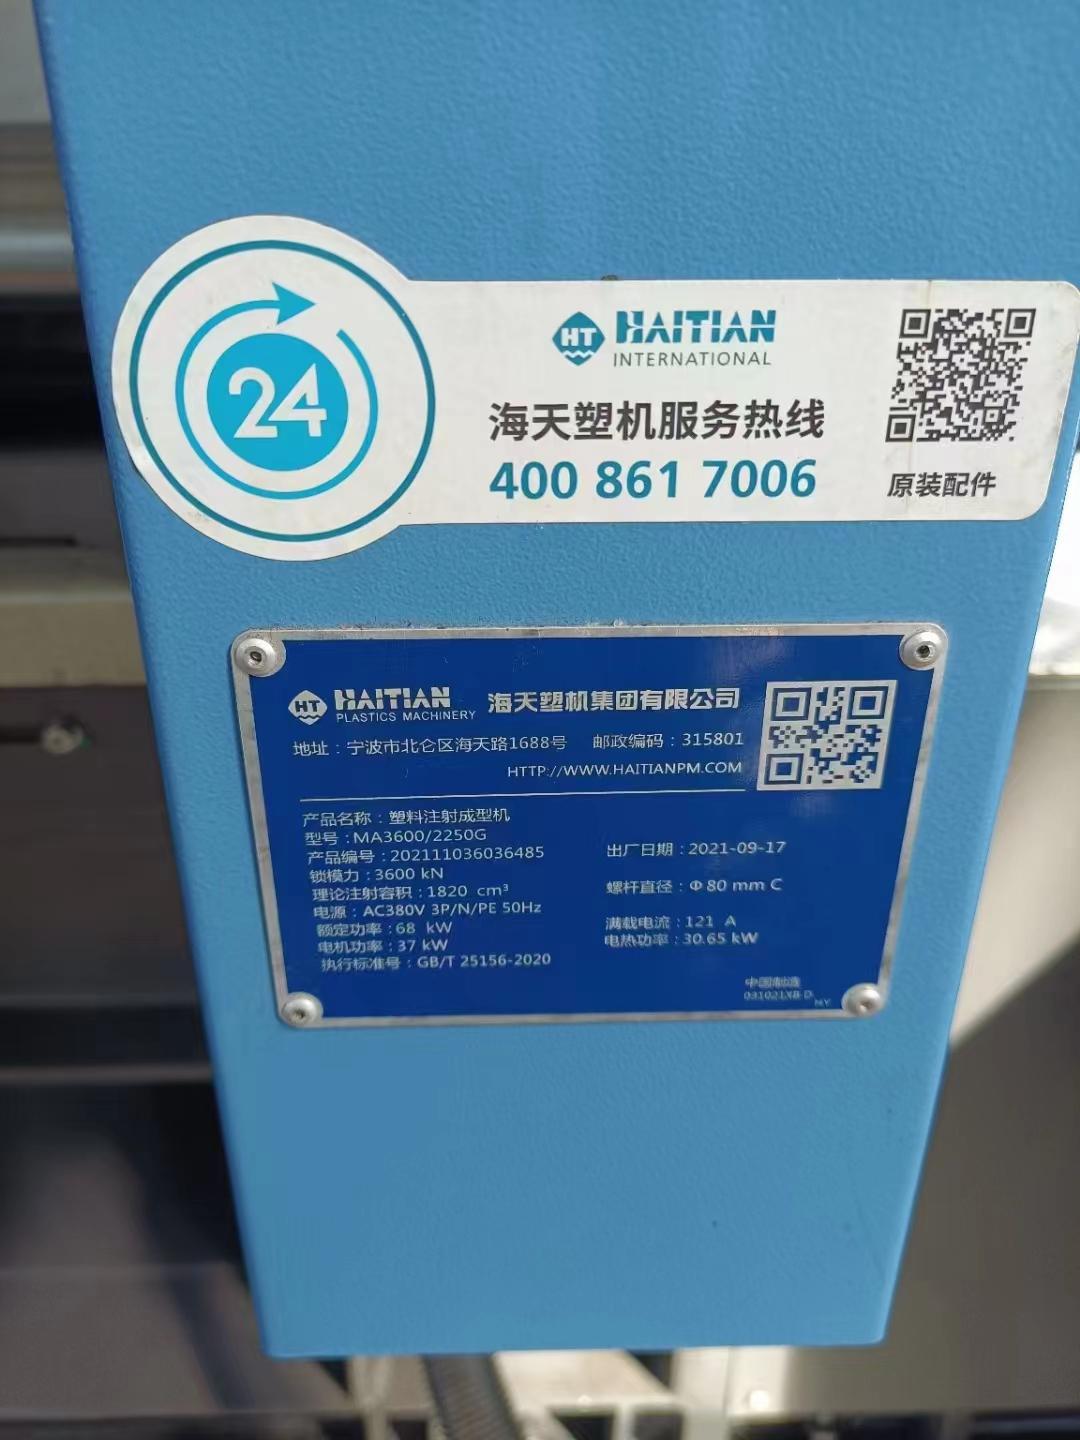 24
HT HAITIAN
INTERNATIONAL
海天塑机服务热线
400 861 7006
原装配件
HT HAITIAN
PLASTICS MACHINERY
海天塑机集团有限公司
地址：宁波市北仑区海天路1688号 邮政编码：315801
HTTP://WWW.HAITIANPM.COM
产品名称：塑料注射成型机
型号：MA3600/2250G
产品编号：202111036036485
出厂日期：2021-09-17
锁模力：3600 kN
理论注射容积：1820 cm³
螺杆直径：Φ80 mm C
电源：AC380V 3P/N/PE 50Hz
额定功率：68 kW
满载电流：121 A
电机功率：37 kW
电热功率：30.65 kW
执行标准号：GB/T 25156-2020
中国制造
031021XB-D